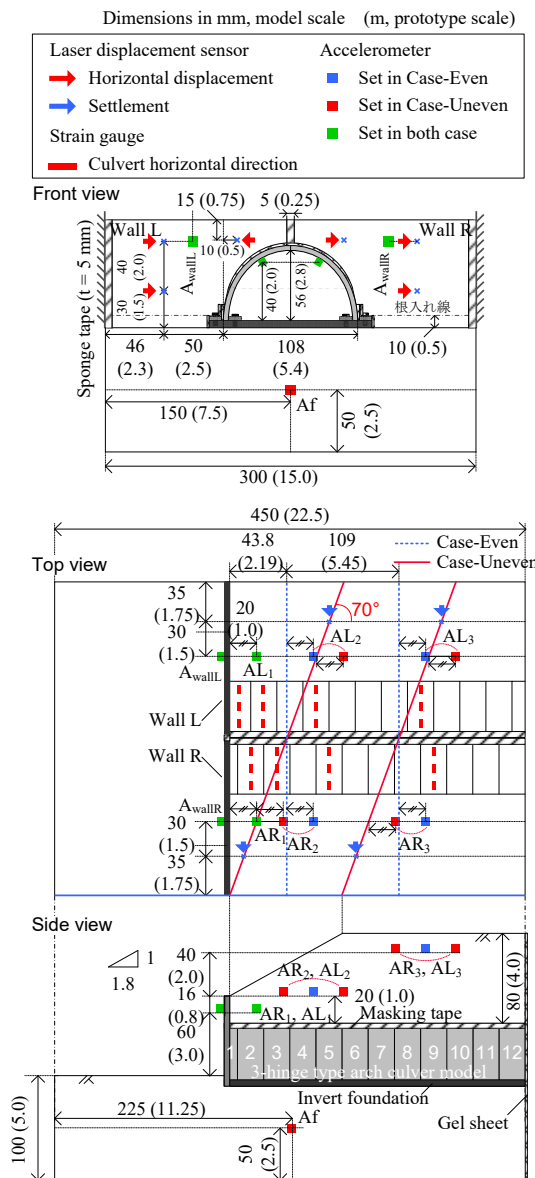 Dimensions in mm, model scale (m, prototype scale)
Laser displacement sensor
Horizontal displacement
Settlement
Strain gauge
Culvert horizontal direction
Accelerometer
Set in Case-Even
Set in Case-Uneven
Set in both case
Front view
15 (0.75)
5 (0.25)
Wall L
Wall R
10 (0.5)
AwallL
AwallR
40
(2.0)
30
(1.5)
40 (2.0)
56 (2.8)
根入れ線
Sponge tape (t = 5 mm)
46
(2.3)
50
(2.5)
108
(5.4)
10 (0.5)
Af
150 (7.5)
50
(2.5)
300 (15.0)
450 (22.5)
43.8
(2.19)
109
(5.45)
Case-Even
Case-Uneven
Top view
35
(1.75)
20
(1.0)
70°
30
(1.5)
AL2
AL3
AL1
AwallL
Wall L
Wall R
AwallR
30
(1.5)
AR1
AR2
AR3
35
(1.75)
Side view
1
1.8
40
(2.0)
16
(0.8)
60
(3.0)
AR3, AL3
AR2, AL2
20 (1.0)
80 (4.0)
AR1, AL1
Masking tape
1 2 3 4 5 6 7 8 9 10 11 12
3-hinge type arch culver model
Invert foundation
Gel sheet
100 (5.0)
225 (11.25)
Af
50
(2.5)